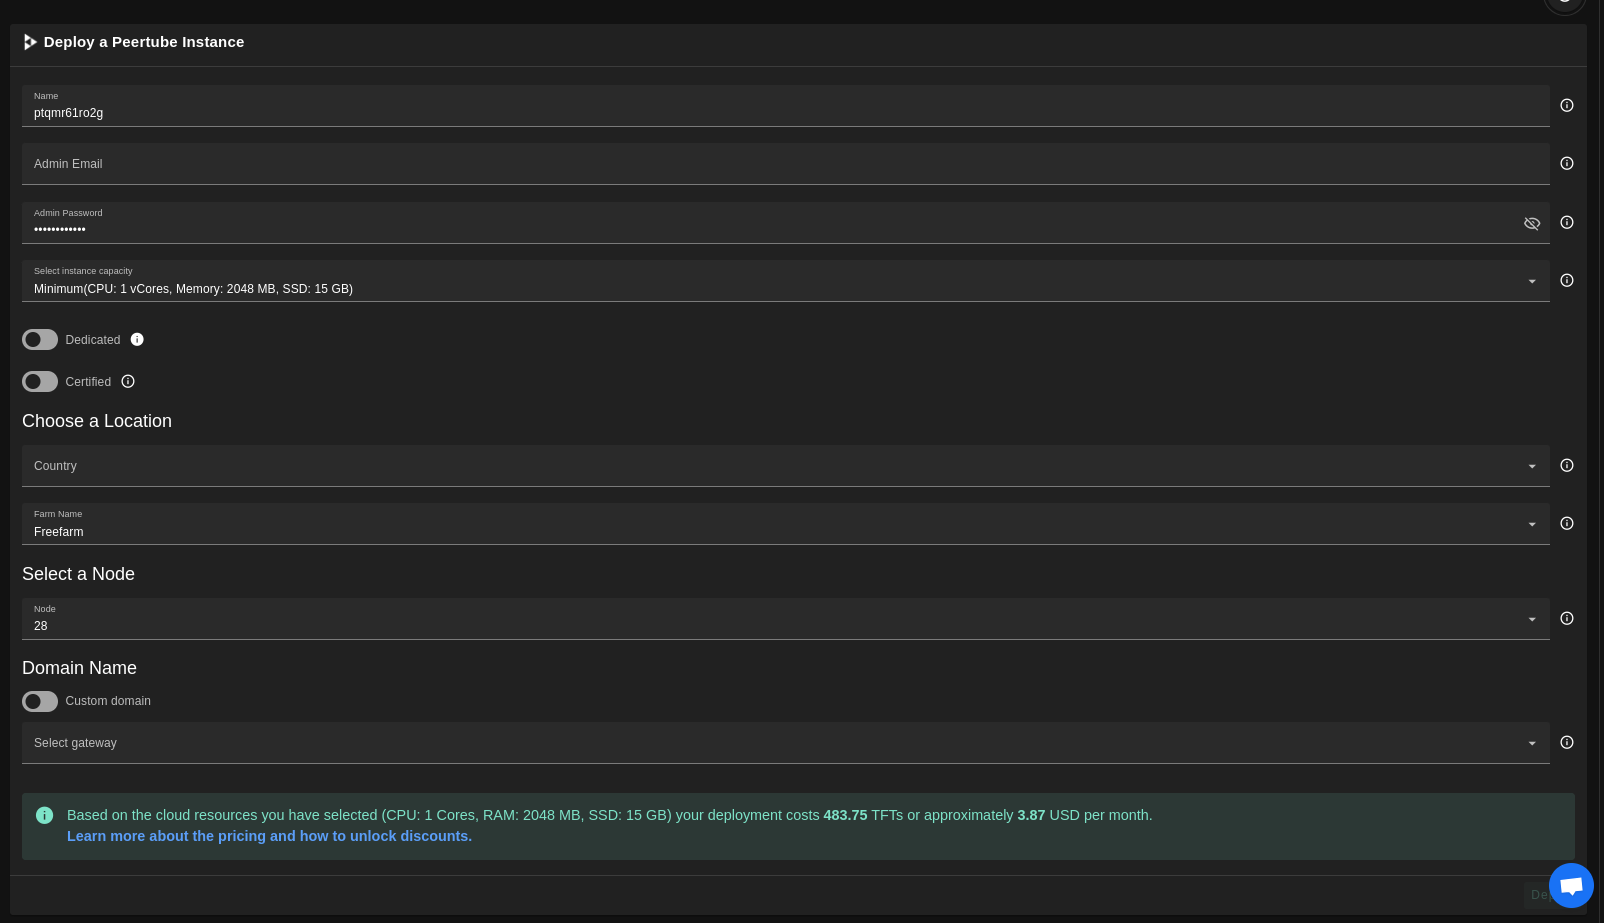 Deploy a Peertube Instance
Name
ptqmr61ro2g
Admin Email
Admin Password
••••••••••••
Select instance capacity
Minimum(CPU: 1 vCores, Memory: 2048 MB, SSD: 15 GB)
Dedicated
Certified
Choose a Location
Country
Farm Name
Freefarm
Select a Node
Node
28
Domain Name
Custom domain
Select gateway
Based on the cloud resources you have selected (CPU: 1 Cores, RAM: 2048 MB, SSD: 15 GB) your deployment costs 483.75 TFTs or approximately 3.87 USD per month.
Learn more about the pricing and how to unlock discounts.